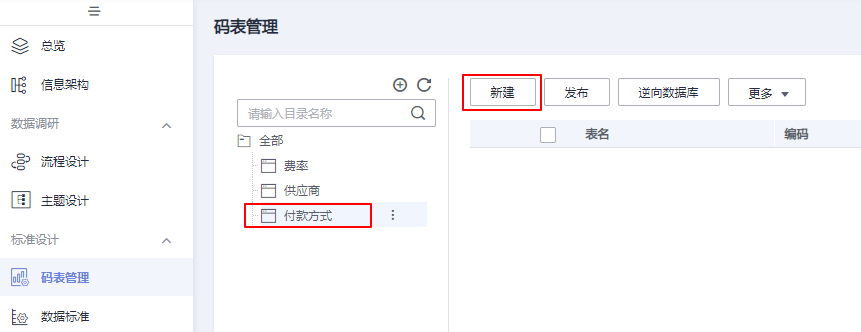 总览
信息架构
数据调研
流程设计
主题设计
标准设计
码表管理
数据标准
码表管理
请输入目录名称
全部
费率
供应商
付款方式
新建 发布 逆向数据库 更多
表名 编码